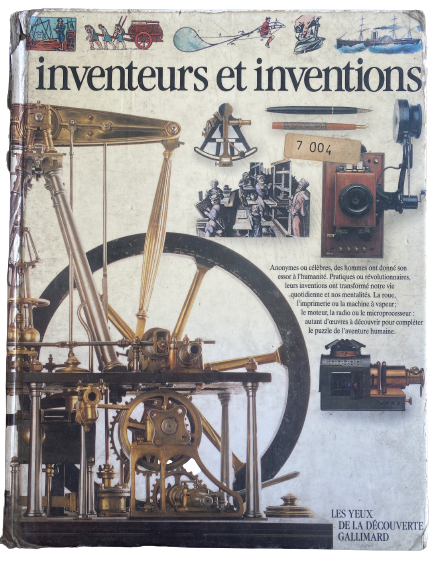 inventeurs et inventions
7 004
Anonymes ou célèbres, des hommes ont donné son
essor à l'humanité. Pratiques ou révolutionnaires,
leurs inventions ont transformé notre vie
quotidienne et nos mentalités. La roue,
l'imprimerie ou la machine à vapeur ;
le moteur, la radio ou le microprocesseur :
autant d'œuvres à découvrir pour compléter
le puzzle de l'aventure humaine.
LES YEUX
DE LA DÉCOUVERTE
GALLIMARD